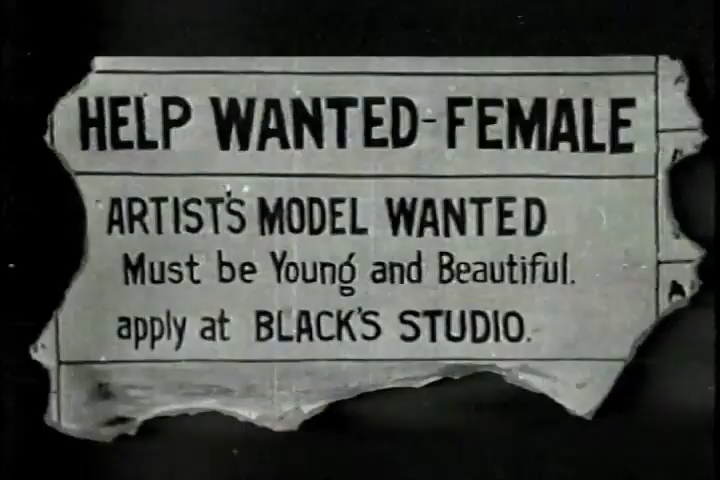 HELP WANTED-FEMALE
ARTIST'S MODEL WANTED
Must be Young and Beautiful.
apply at BLACK'S STUDIO.